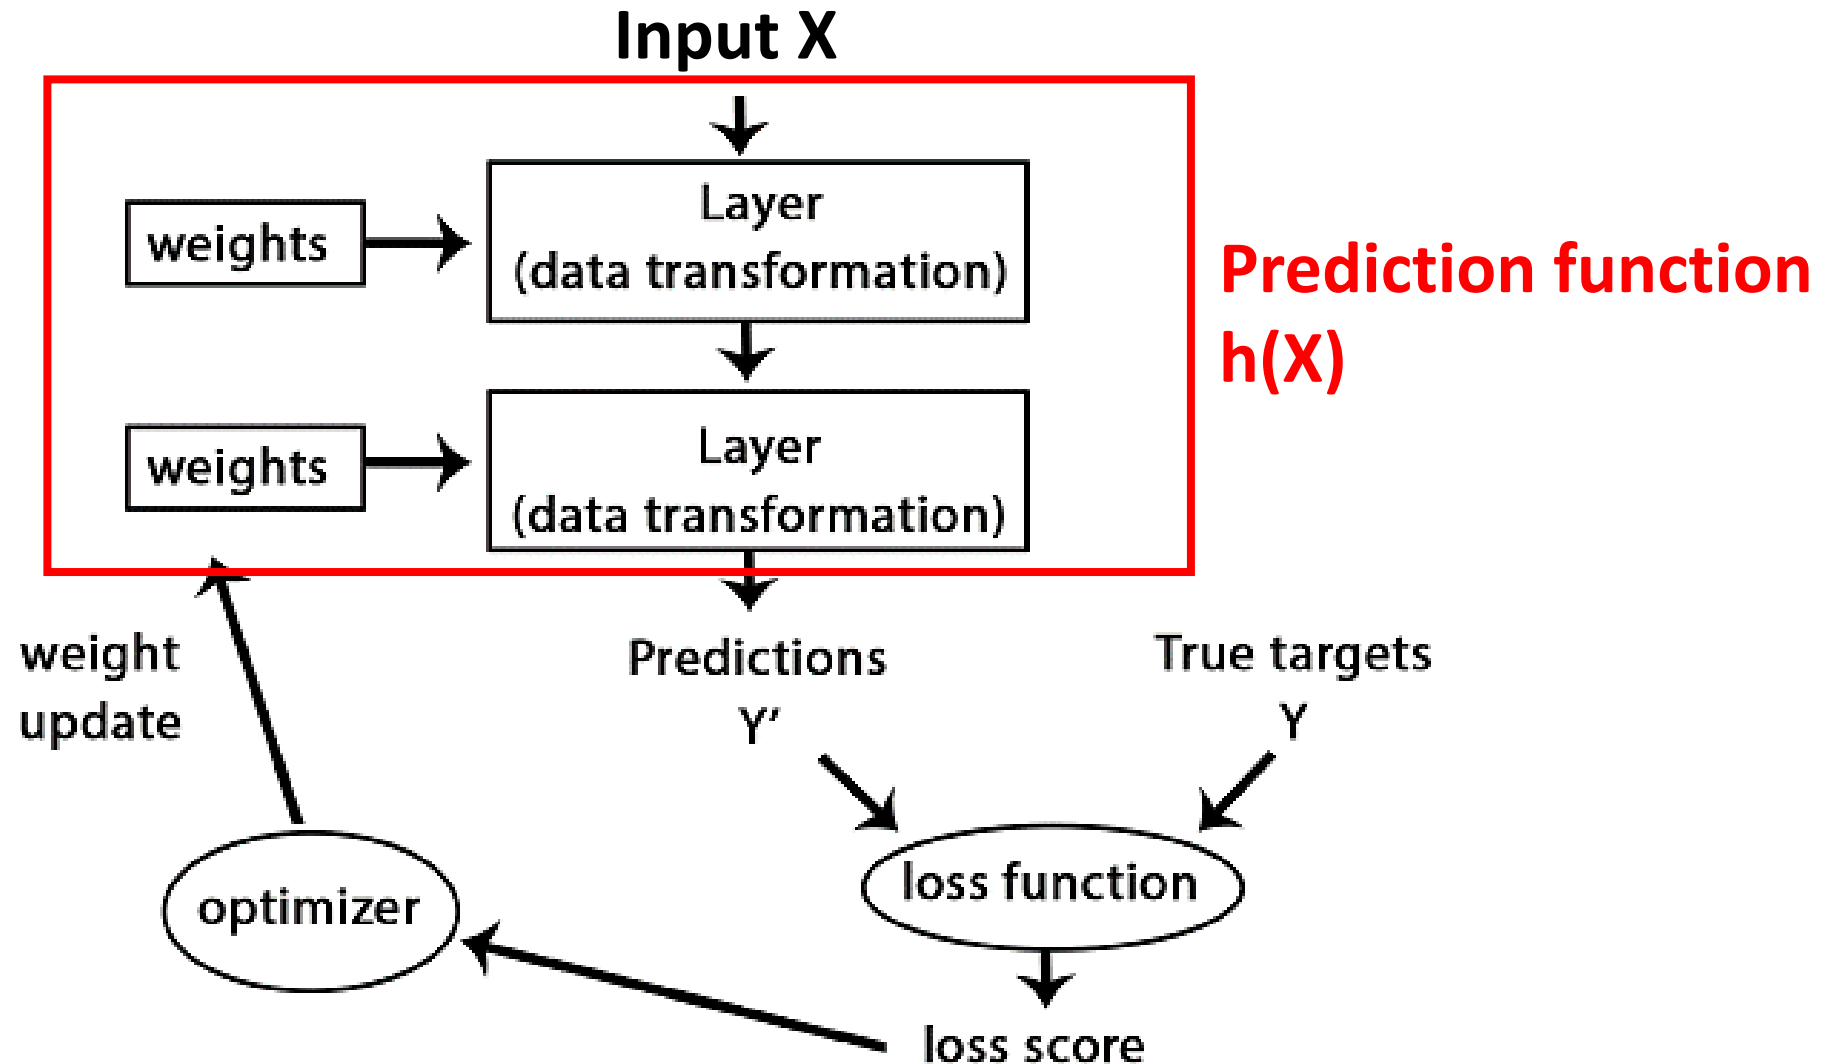 Input X
weights
Layer
(data transformation)
Prediction function
h(X)
weights
Layer
(data transformation)
weight
update
Predictions
Y'
True targets
Y
optimizer
loss function
loss score